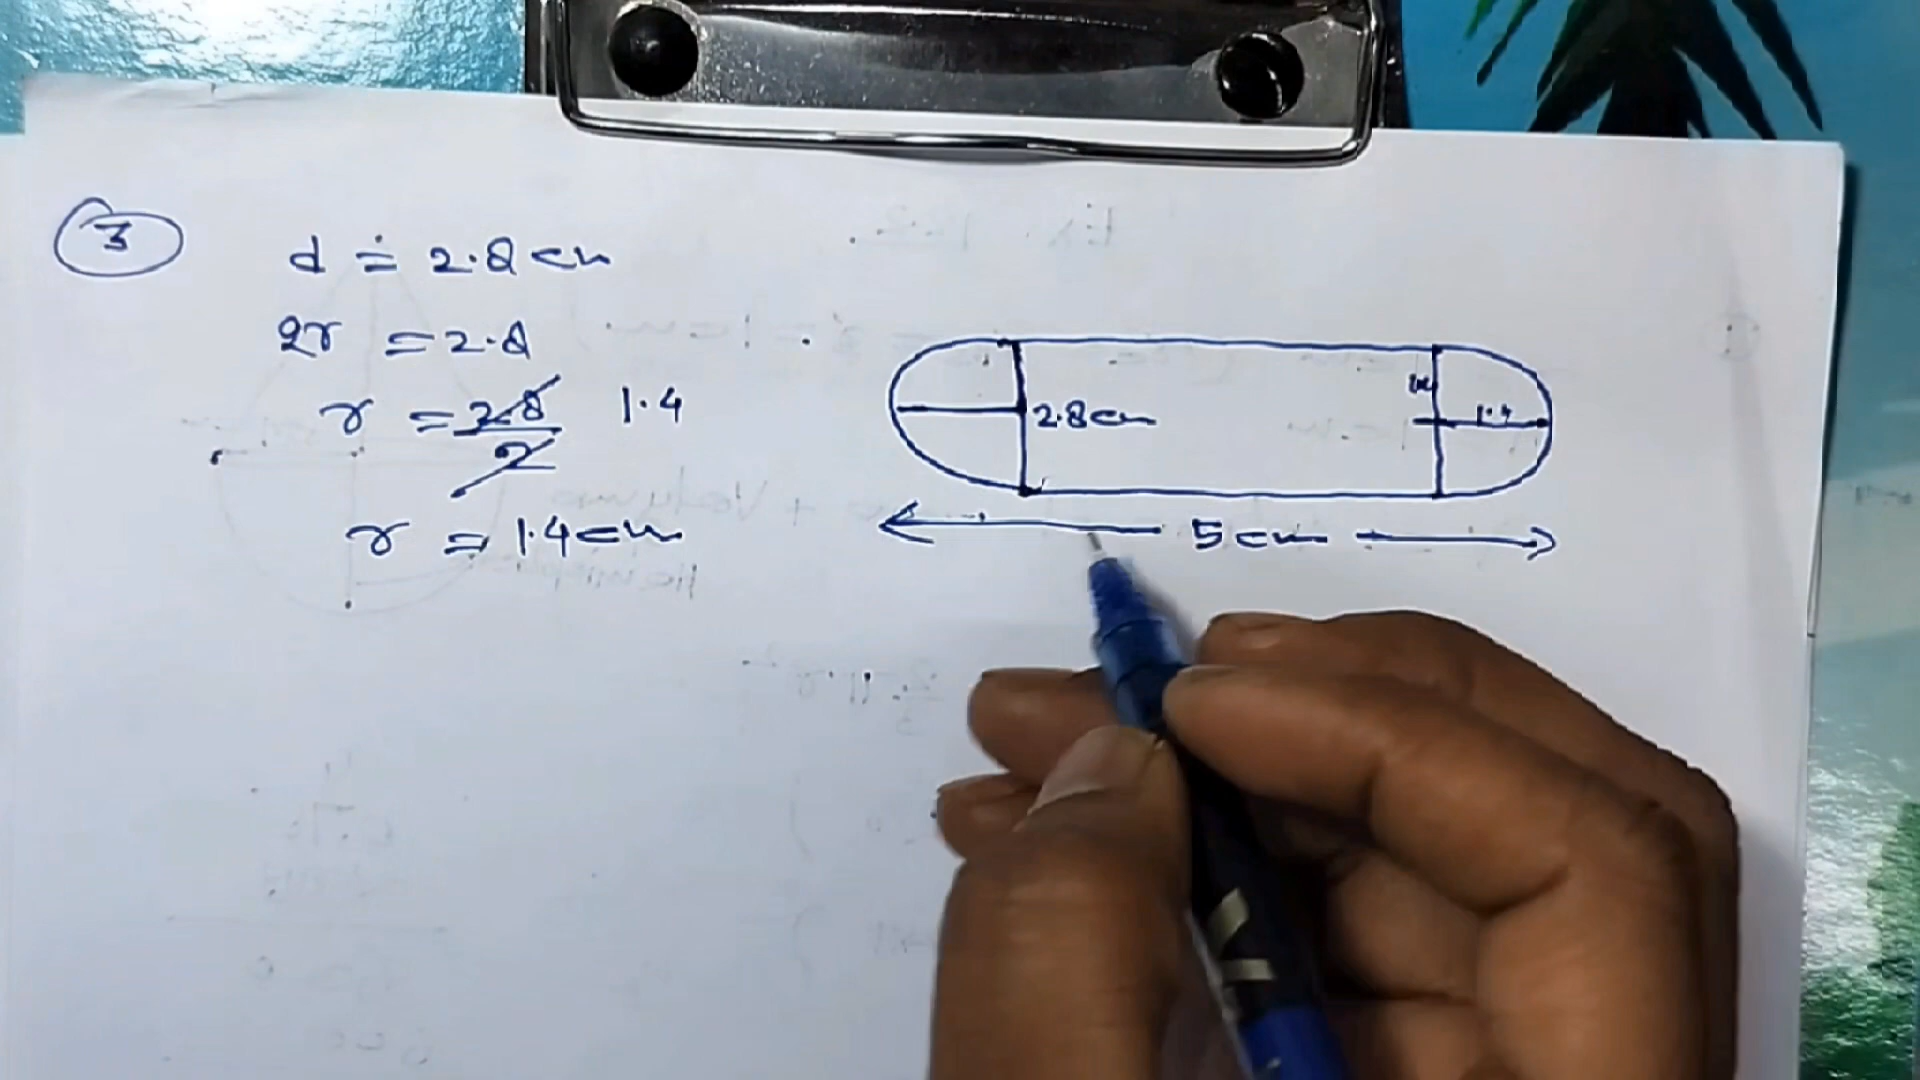 3
d = 2.8 cm
2r = 2.8
r = 2.8/2 1.4
r = 1.4 cm
2.8 cm
1.4
5 cm